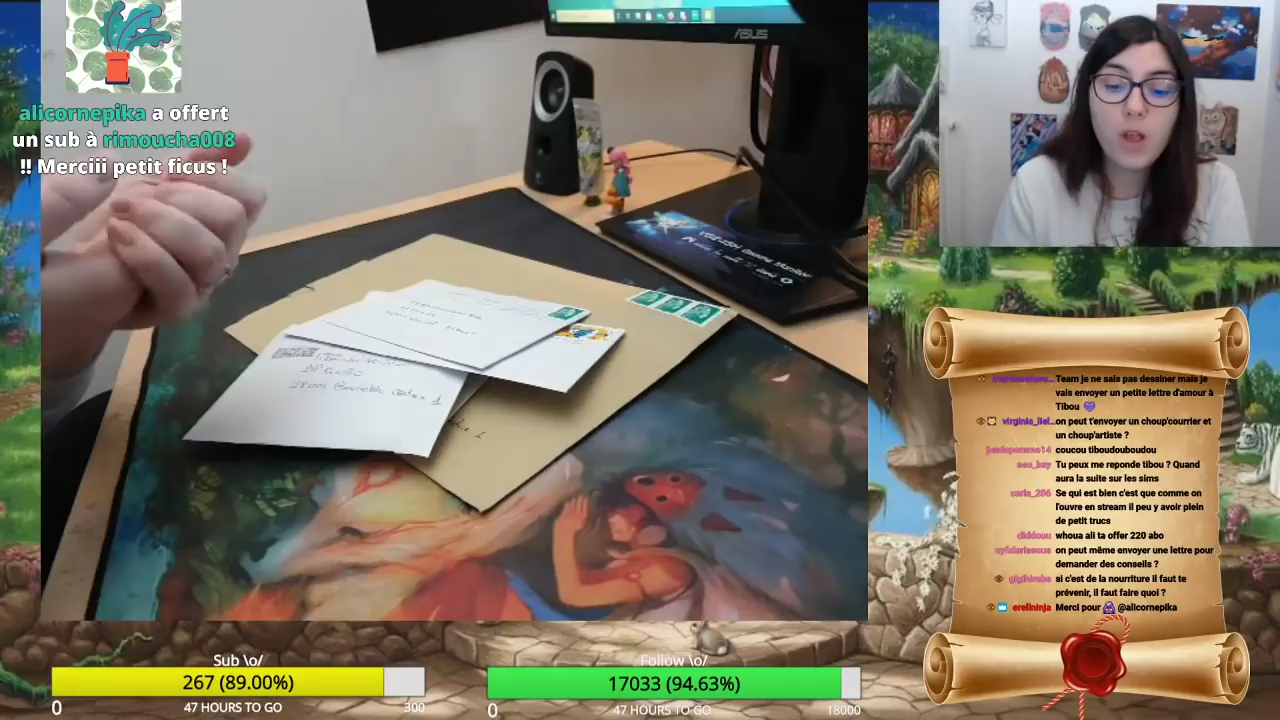 alicornepika a offert
un sub à rimoucha008
!! Merciii petit ficus !
ASUS
Team je ne sais pas dessiner mais je
vais envoyer un petite lettre d'amour à
Tibou
virginie_liel... on peut t'envoyer un choup'courrier et
un choup'artiste ?
coucou tiboudouboudou
Tu peux me reponde tibou ? Quand
aura la suite sur les sims
carla_206 Se qui est bien c'est que comme on
l'ouvre en stream il peu y avoir plein
de petit trucs
diddouu whoua ali ta offer 220 abo
on peut même envoyer une lettre pour
demander des conseils ?
si c'est de la nourriture il faut te
prévenir, il faut faire quoi ?
erelininja Merci pour @alicornepika
Sub \o/
267 (89.00%)
0 47 HOURS TO GO 300
Follow \o/
17033 (94.63%)
0 47 HOURS TO GO 18000